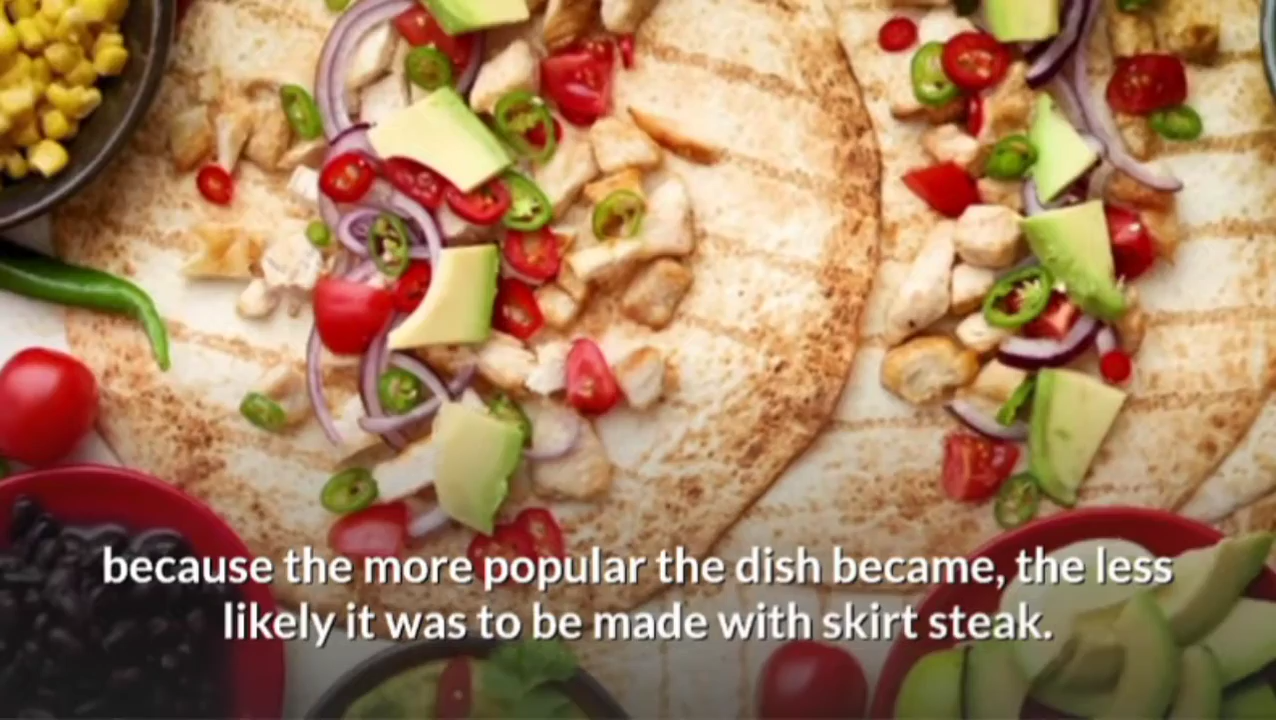 because the more popular the dish became, the less
likely it was to be made with skirt steak.